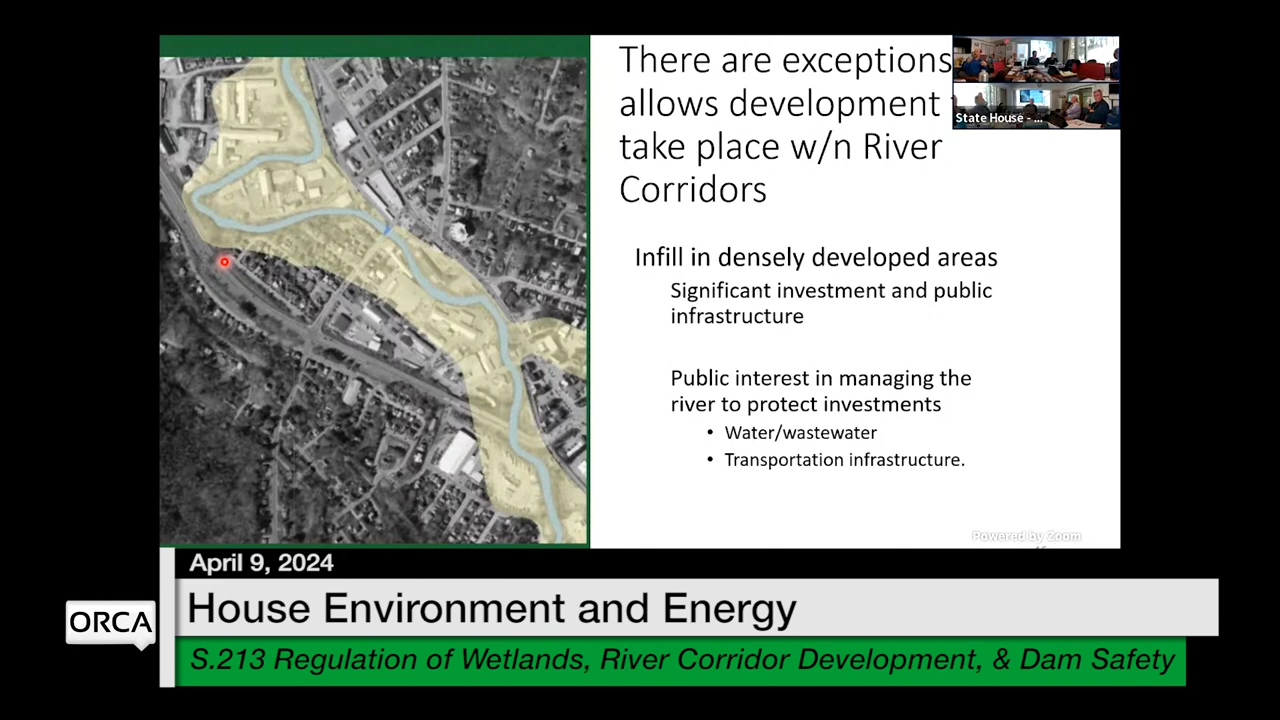 There are exceptions
allows development
take place w/n River
Corridors
State House - ...
Infill in densely developed areas
Significant investment and public
infrastructure
Public interest in managing the
river to protect investments
• Water/wastewater
• Transportation infrastructure.
Powered by Zoom
April 9, 2024
ORCA
House Environment and Energy
S.213 Regulation of Wetlands, River Corridor Development, & Dam Safety